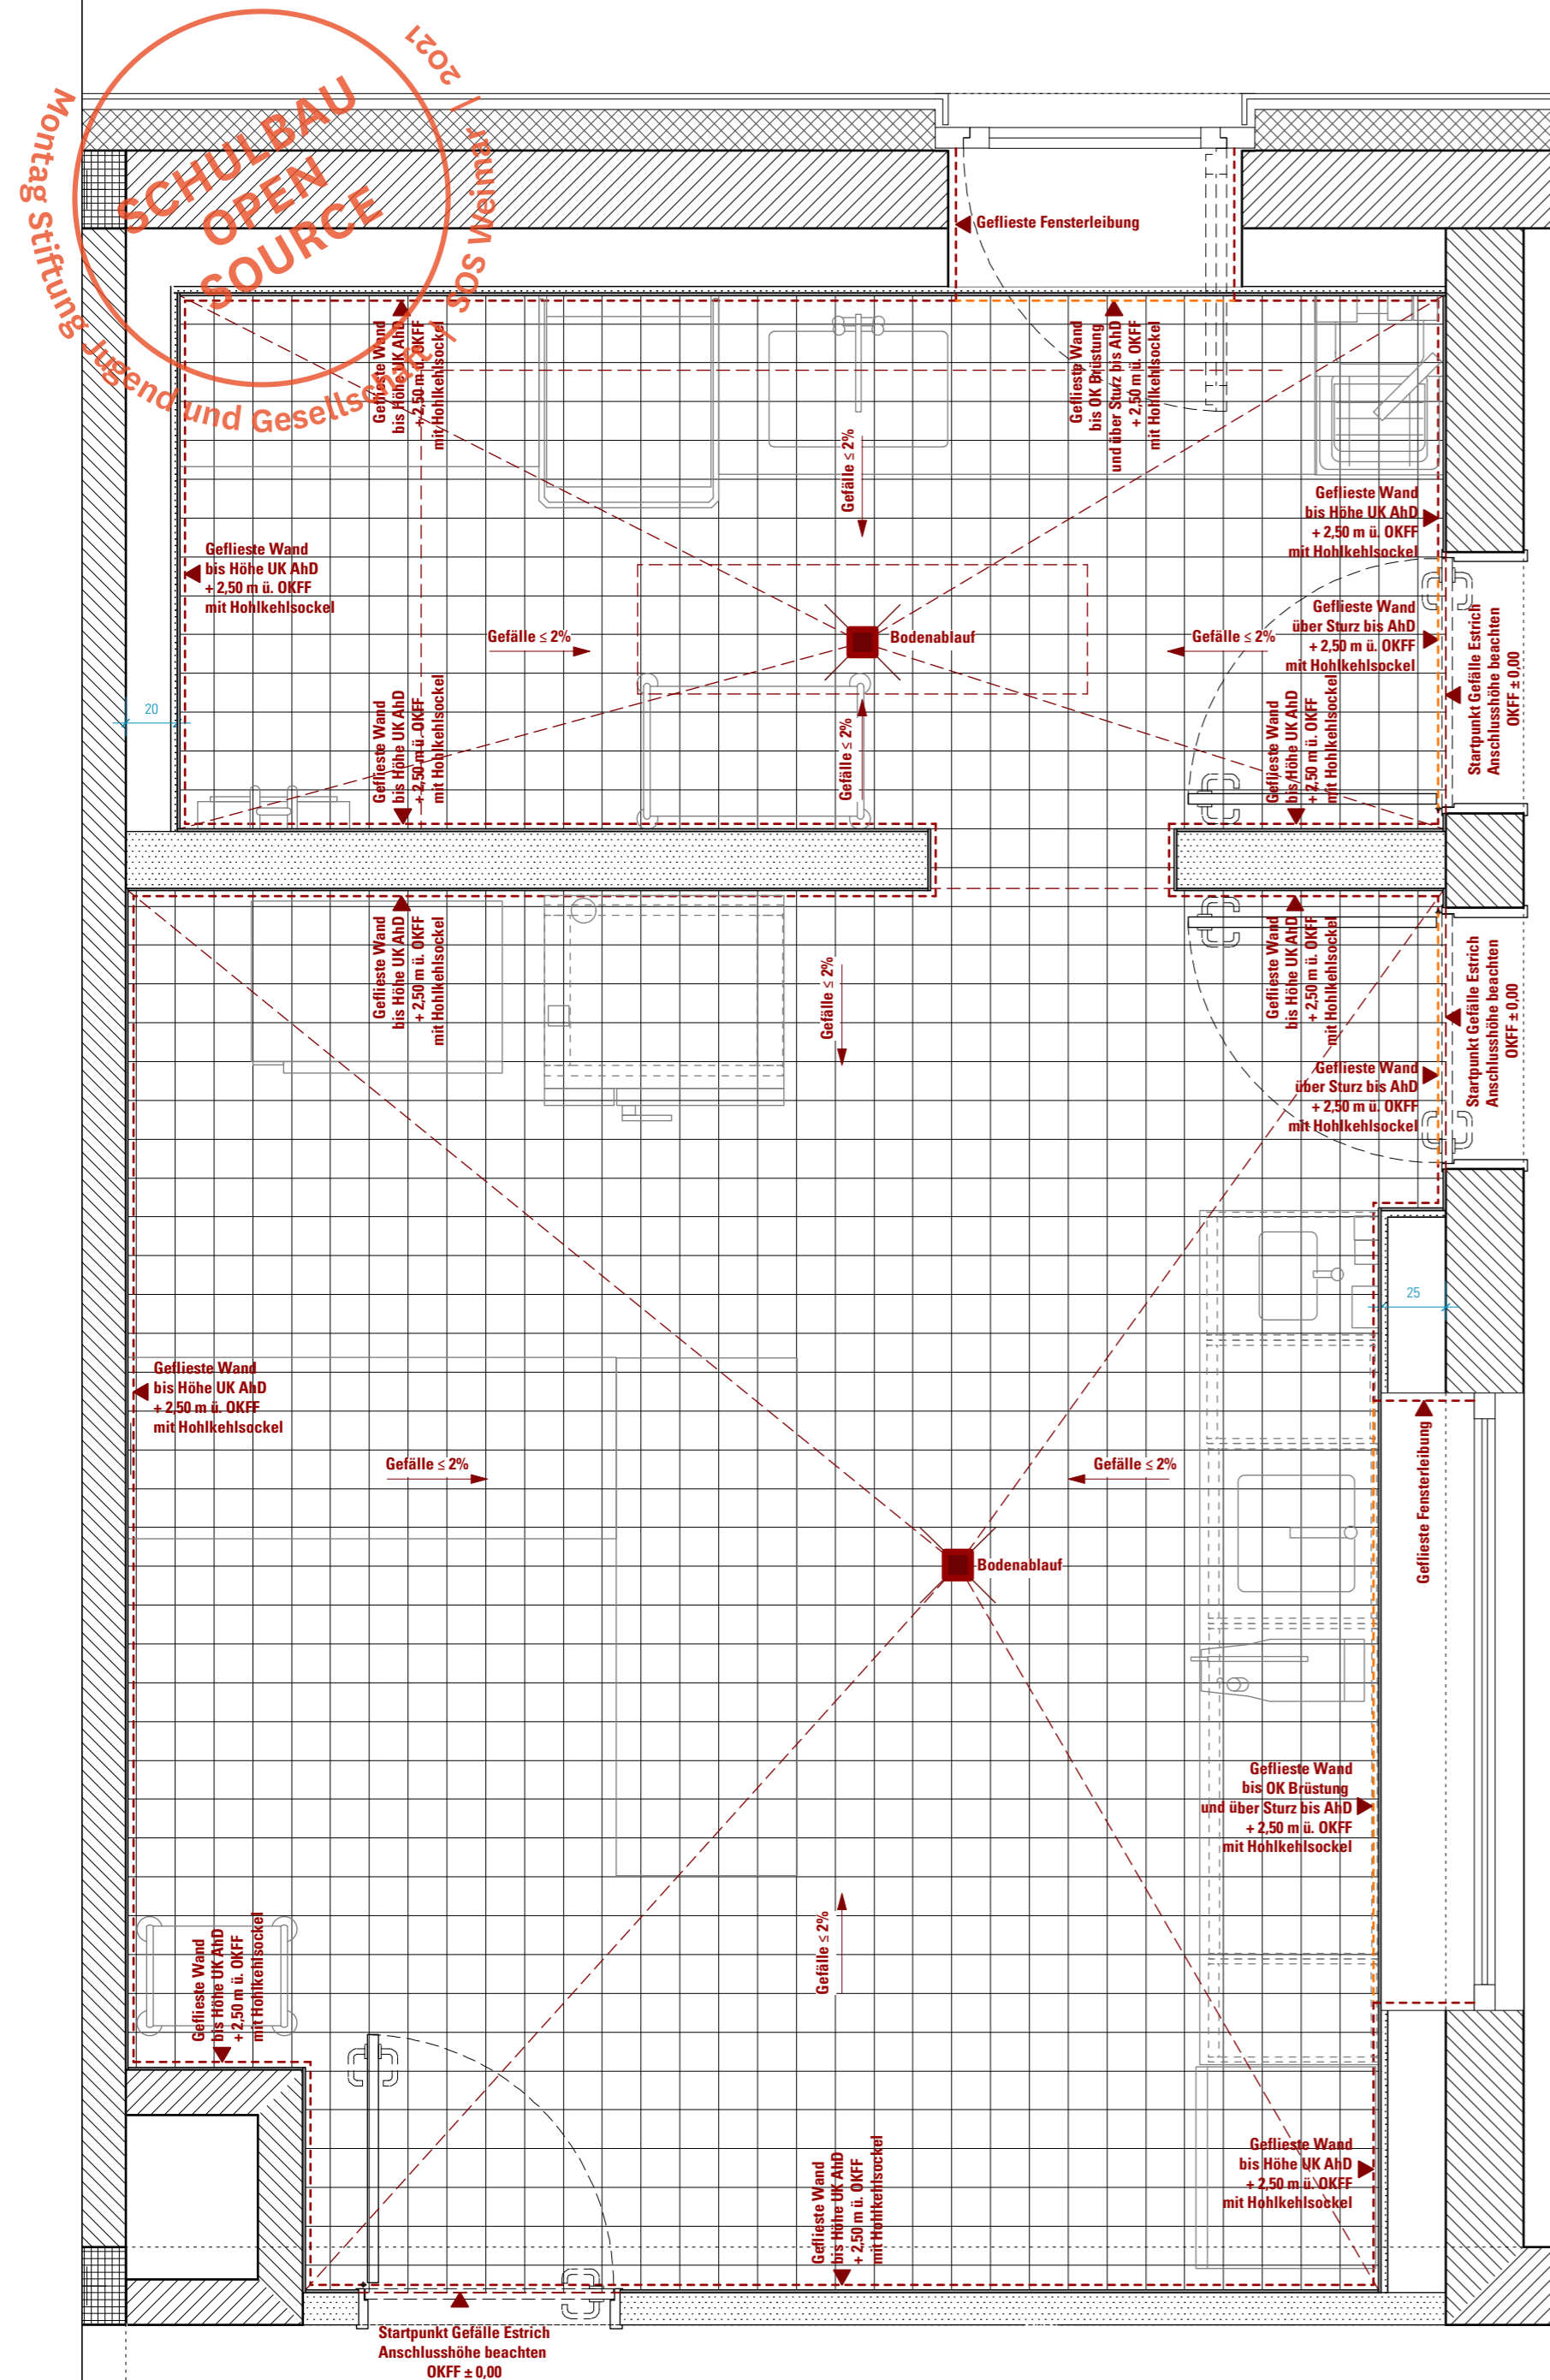 SCHULBAU
OPEN
SOURCE
Montag Stiftung Jugend und Gesellschaft | SOS Weimar | 2021
Geflieste Fensterleibung
Geflieste Wand
bis Höhe UK AhD
+ 2,50 m ü. OKFF
mit Hohlkehlsockel
Geflieste Wand
bis OK Brüstung
und über Sturz bis AhD
+ 2,50 m ü. OKFF
mit Hohlkehlsockel
Gefälle ≤ 2%
Geflieste Wand
bis Höhe UK AhD
+ 2,50 m ü. OKFF
mit Hohlkehlsockel
Geflieste Wand
bis Höhe UK AhD
+ 2,50 m ü. OKFF
mit Hohlkehlsockel
Gefälle ≤ 2%
Bodenablauf
Gefälle ≤ 2%
Geflieste Wand
über Sturz bis AhD
+ 2,50 m ü. OKFF
mit Hohlkehlsockel
Startpunkt Gefälle Estrich
Anschlusshöhe beachten
OKFF ± 0,00
20
Geflieste Wand
bis Höhe UK AhD
+ 2,50 m ü. OKFF
mit Hohlkehlsockel
Gefälle ≤ 2%
Geflieste Wand
bis Höhe UK AhD
+ 2,50 m ü. OKFF
mit Hohlkehlsockel
Geflieste Wand
bis Höhe UK AhD
+ 2,50 m ü. OKFF
mit Hohlkehlsockel
Gefälle ≤ 2%
Geflieste Wand
bis Höhe UK AhD
+ 2,50 m ü. OKFF
mit Hohlkehlsockel
Startpunkt Gefälle Estrich
Anschlusshöhe beachten
OKFF ± 0,00
Geflieste Wand
über Sturz bis AhD
+ 2,50 m ü. OKFF
mit Hohlkehlsockel
25
Geflieste Wand
bis Höhe UK AhD
+ 2,50 m ü. OKFF
mit Hohlkehlsockel
Gefälle ≤ 2%
Gefälle ≤ 2%
Geflieste Fensterleibung
Bodenablauf
Geflieste Wand
bis OK Brüstung
und über Sturz bis AhD
+ 2,50 m ü. OKFF
mit Hohlkehlsockel
Gefälle ≤ 2%
Geflieste Wand
bis Höhe UK AhD
+ 2,50 m ü. OKFF
mit Hohlkehlsockel
Geflieste Wand
bis Höhe UK AhD
+ 2,50 m ü. OKFF
mit Hohlkehlsockel
Geflieste Wand
bis Höhe UK AhD
+ 2,50 m ü. OKFF
mit Hohlkehlsockel
Startpunkt Gefälle Estrich
Anschlusshöhe beachten
OKFF ± 0,00